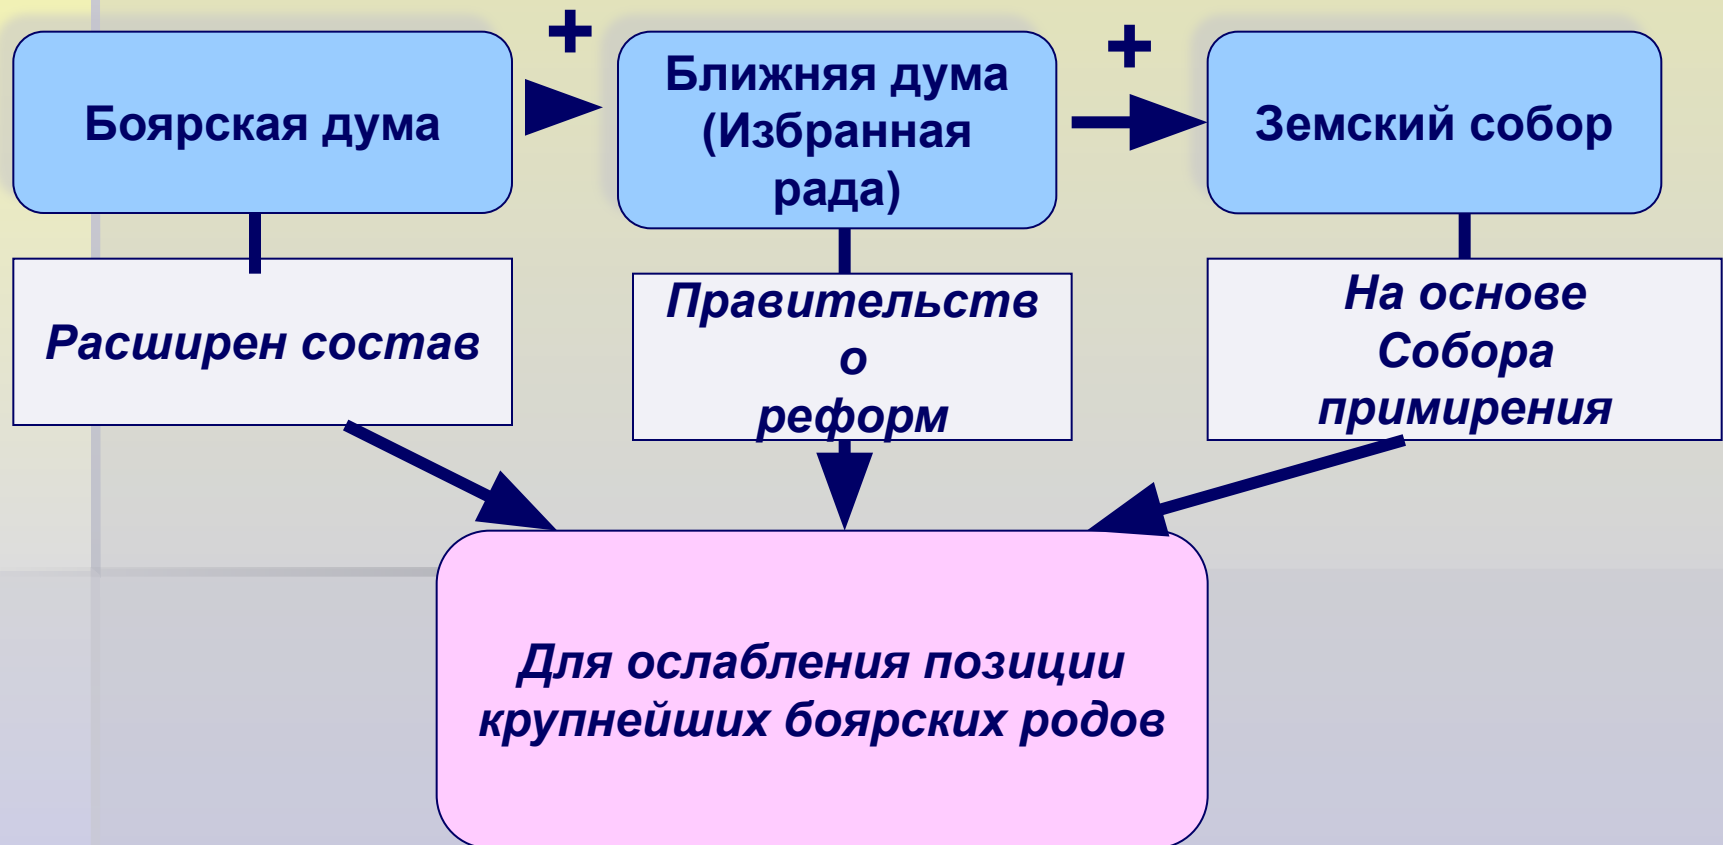 +
+
Боярская дума
Ближняя дума
(Избранная
рада)
Земский собор
Расширен состав
Правительств
о
реформ
На основе
Собора
примирения
Для ослабления позиции
крупнейших боярских родов